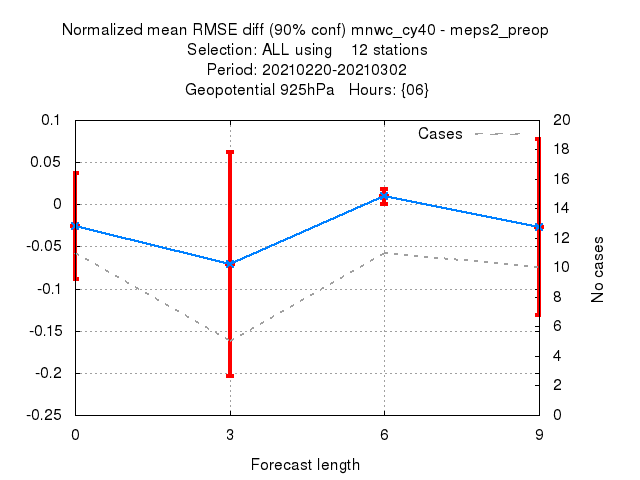 Normalized mean RMSE diff (90% conf) mnwc_cy40 - meps2_preop
Selection: ALL using    12 stations
Period: 20210220-20210302
Geopotential 925hPa   Hours: {06}
Cases
0.1
0.05
0
-0.05
-0.1
-0.15
-0.2
-0.25
20
18
16
14
12
10
8
6
4
2
0
No cases
0 3 6 9
Forecast length